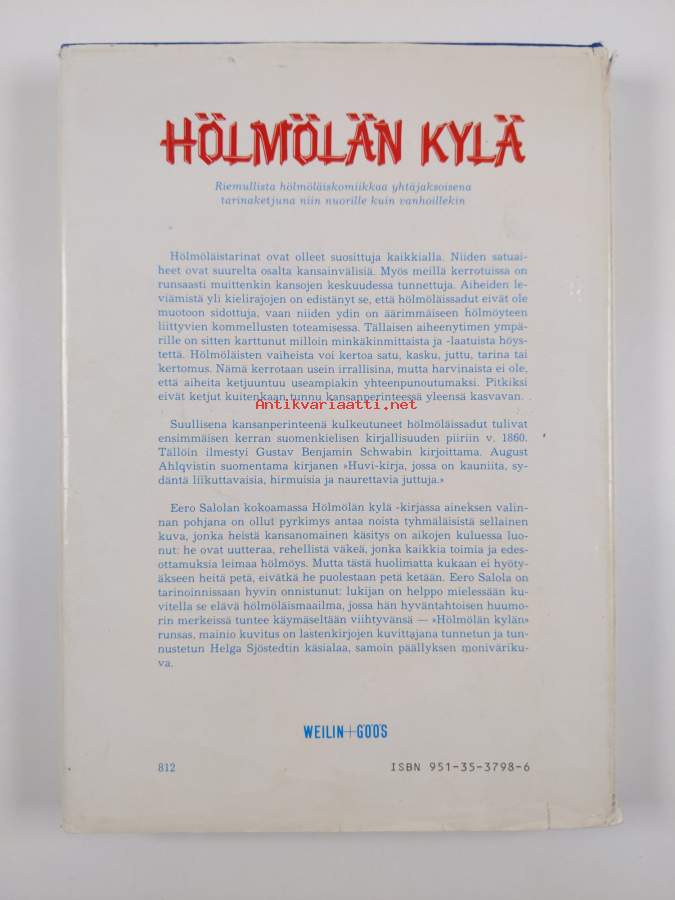 HÖLMÖLÄN KYLÄ
Riemullista hölmöläiskomiikkaa yhtäjaksoisena
tarinaketjuna niin nuorille kuin vanhoillekin
Hölmöläistarinat ovat olleet suosittuja kaikkialla. Niiden satuai-
heet ovat suurelta osalta kansainvälisiä. Myös meillä kerrotuissa on
runsaasti muittenkin kansojen keskuudessa tunnettuja. Aiheiden le-
viämistä yli kielirajojen on edistänyt se, että hölmöläissadut eivät ole
muotoon sidottuja, vaan niiden ydin on äärimmäiseen hölmöyteen
liittyvien kommellusten toteamisessa. Tällaisen aiheenytimen ympä-
rille on sitten karttunut milloin minkäkinmittaista ja -laatuista höys-
tettä. Hölmöläisten vaiheista voi kertoa satu, kasku, juttu, tarina tai
kertomus. Nämä kerrotaan usein irrallisina, mutta harvinaista ei ole,
että aiheita ketjuuntuu useampiakin yhteenpunoutumaksi. Pitkiksi
eivät ketjut kuitenkaan tunnu kansanperinteessä yleensä kasvavan.
Antikvariaatti.net
Suullisena kansanperinteenä kulkeutuneet hölmöläissadut tulivat
ensimmäisen kerran suomenkielisen kirjallisuuden piiriin v. 1860.
Tällöin ilmestyi Gustav Benjamin Schwabin kirjoittama. August
Ahlqvistin suomentama kirjanen »Huvi-kirja, jossa on kauniita, sy-
däntä liikuttavaisia, hirmuisia ja naurettavia juttuja.»
Eero Salolan kokoamassa Hölmölän kylä -kirjassa aineksen valin-
nan pohjana on ollut pyrkimys antaa noista tyhmäläisistä sellainen
kuva, jonka heistä kansanomainen käsitys on aikojen kuluessa luo-
nut: he ovat uutteraa, rehellistä väkeä, jonka kaikkia toimia ja edes-
ottamuksia leimaa hölmöys. Mutta tästä huolimatta kukaan ei hyöty-
äkseen heitä petä, eivätkä he puolestaan petä ketään. Eero Salola on
tarinoinnissaan hyvin onnistunut: lukijan on helppo mielessään ku-
vitella se elävä hölmöläismaailma, jossa hän hyväntahtoisen huumo-
rin merkeissä tuntee käymäseltään viihtyvänsä — »Hölmölän kylän»
runsas, mainio kuvitus on lastenkirjojen kuvittajana tunnetun ja tun-
nustetun Helga Sjöstedtin käsialaa, samoin päällyksen moniväriku-
va.
WEILIN+GÖÖS
812
ISBN 951-35-3798-6